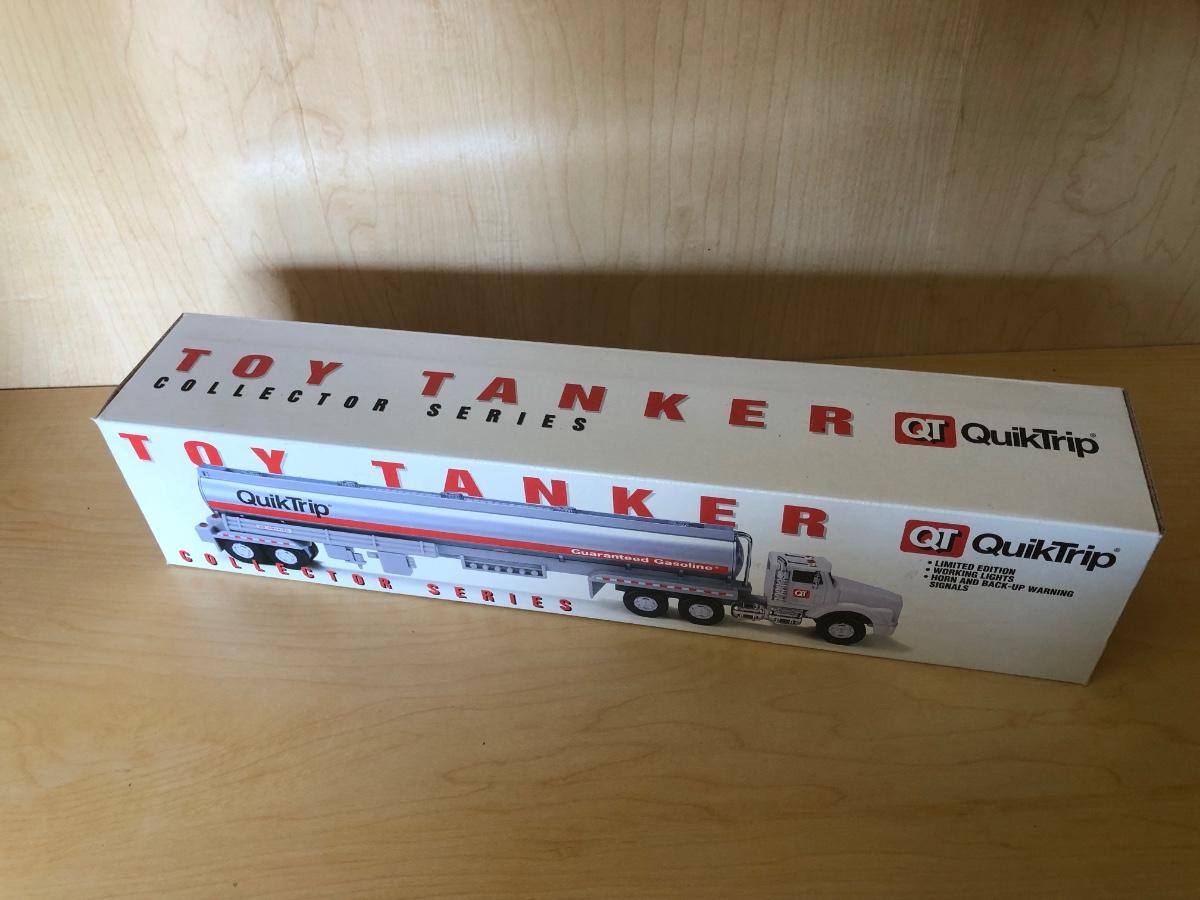 TOY TANKER
COLLECTOR SERIES
QT QuikTrip®
TOY TANKER
QuikTrip®
Guaranteed Gasoline
QT
COLLECTOR SERIES
QT QuikTrip®
• LIMITED EDITION
• WORKING LIGHTS
• HORN AND BACK-UP WARNING
SIGNALS